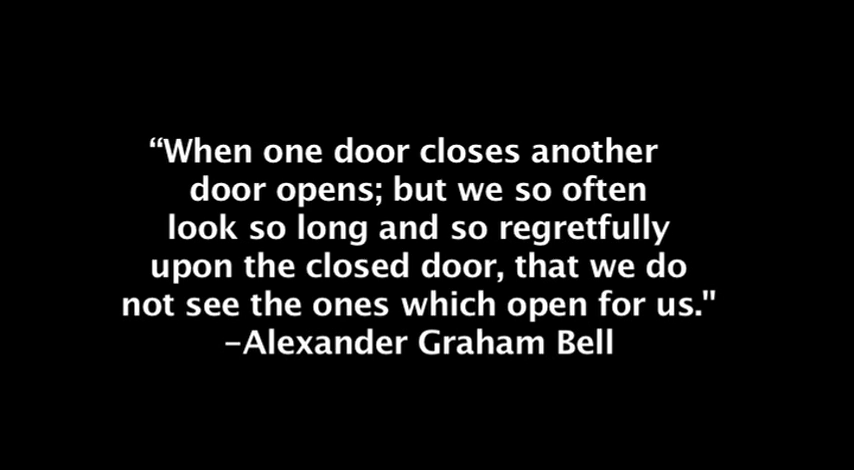 “When one door closes another
door opens; but we so often
look so long and so regretfully
upon the closed door, that we do
not see the ones which open for us."
–Alexander Graham Bell